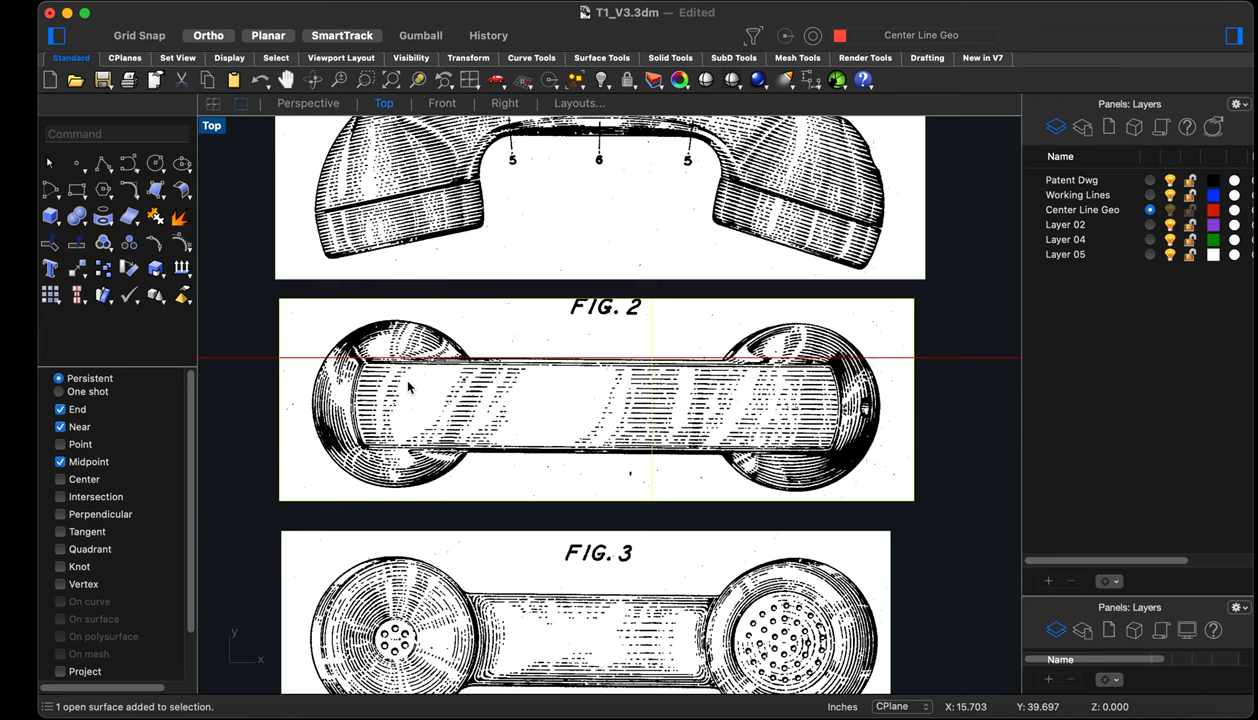 T1_V3.3dm — Edited
Grid Snap Ortho Planar SmartTrack Gumball History Center Line Geo
Standard CPlanes Set View Display Select Viewport Layout Visibility Transform Curve Tools Surface Tools Solid Tools SubD Tools Mesh Tools Render Tools Drafting New in V7
Perspective Top Front Right Layouts...
Panels: Layers
Top
Command
Name
Patent Dwg
Working Lines
Center Line Geo
Layer 02
Layer 04
Layer 05
5 6 5
FIG. 2
FIG. 3
Persistent
One shot
End
Near
Point
Midpoint
Center
Intersection
Perpendicular
Tangent
Quadrant
Knot
Vertex
On curve
On surface
On polysurface
On mesh
Project
y
x
Panels: Layers
Name
1 open surface added to selection.
Inches CPlane X: 15.703 Y: 39.697 Z: 0.000